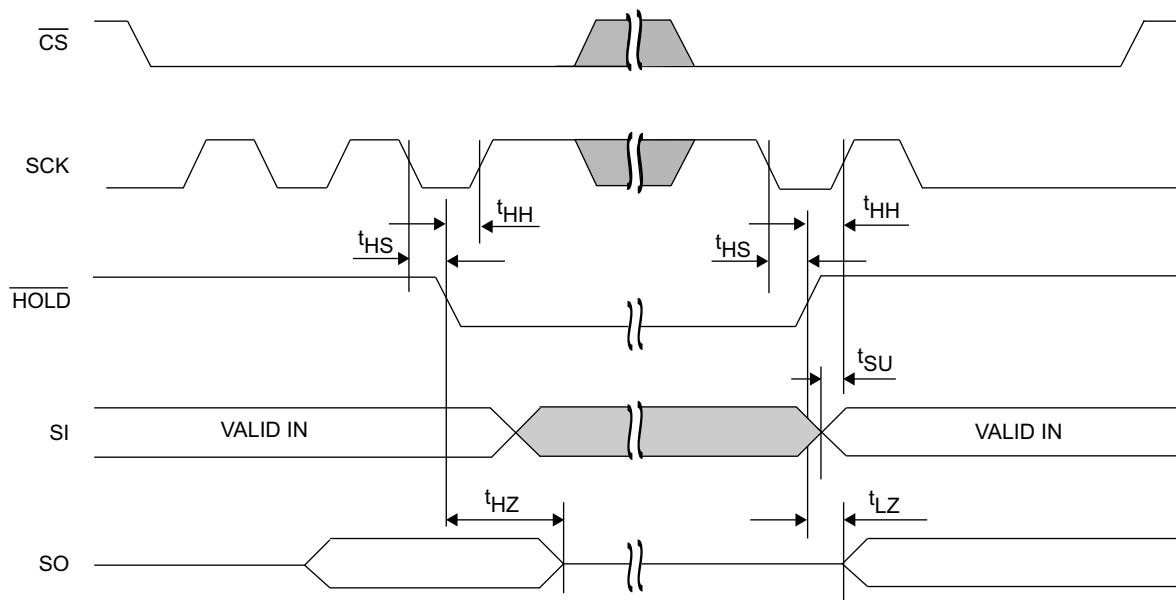 CS
SCK
tHH
tHH
tHS
tHS
HOLD
tSU
SI
VALID IN
VALID IN
tHZ
tLZ
SO